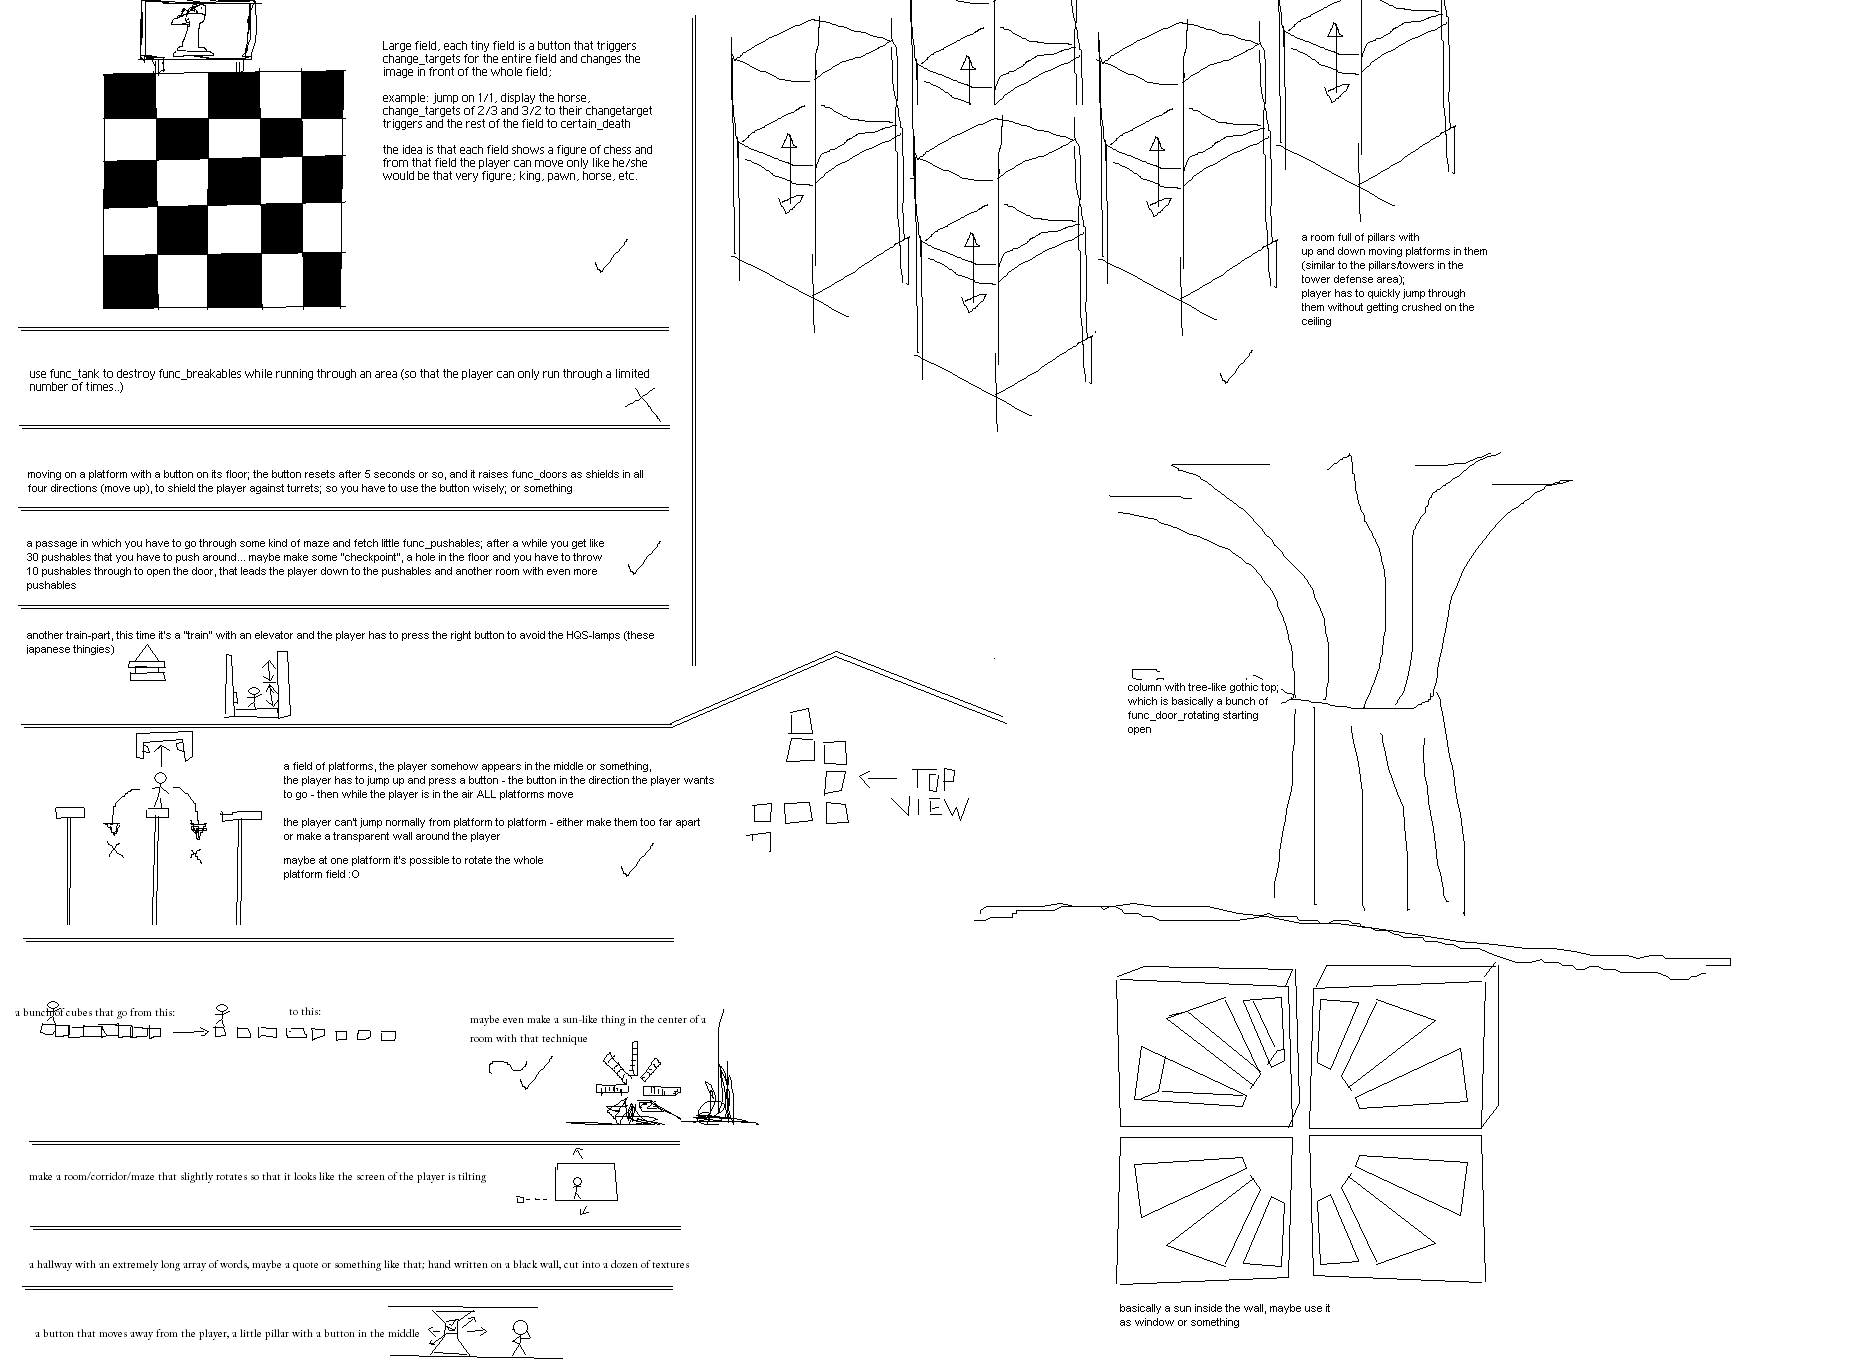 Large field, each tiny field is a button that triggers
change_targets for the entire field and changes the
image in front of the whole field;
example: jump on 1/1, display the horse,
change_targets of 2/3 and 3/2 to their changetarget
triggers and the rest of the field to certain_death
the idea is that each field shows a figure of chess and
from that field the player can move only like he/she
would be that very figure; king, pawn, horse, etc.
use func_tank to destroy func_breakables while running through an area (so that the player can only run through a limited
number of times..)
moving on a platform with a button on its floor; the button resets after 5 seconds or so, and it raises func_doors as shields in all
four directions (move up), to shield the player against turrets; so you have to use the button wisely; or something
a passage in which you have to go through some kind of maze and fetch little func_pushables; after a while you get like
30 pushables that you have to push around... maybe make some "checkpoint", a hole in the floor and you have to throw
10 pushables through to open the door, that leads the player down to the pushables and another room with even more
pushables
another train-part, this time it's a "train" with an elevator and the player has to press the right button to avoid the HQS-lamps (these
japanese thingies)
a field of platforms, the player somehow appears in the middle or something,
the player has to jump up and press a button - the button in the direction the player wants
to go - then while the player is in the air ALL platforms move
the player can't jump normally from platform to platform - either make them too far apart
or make a transparent wall around the player
maybe at one platform it's possible to rotate the whole
platform field :O
TOP
VIEW
a bunch of cubes that go from this:
to this:
maybe even make a sun-like thing in the center of a
room with that technique
make a room/corridor/maze that slightly rotates so that it looks like the screen of the player is tilting
a hallway with an extremely long array of words, maybe a quote or something like that; hand written on a black wall, cut into a dozen of textures
a button that moves away from the player, a little pillar with a button in the middle
a room full of pillars with
up and down moving platforms in them
(similar to the pillars/towers in the
tower defense area);
player has to quickly jump through
them without getting crushed on the
ceiling
column with tree-like gothic top;
which is basically a bunch of
func_door_rotating starting
open
basically a sun inside the wall, maybe use it
as window or something